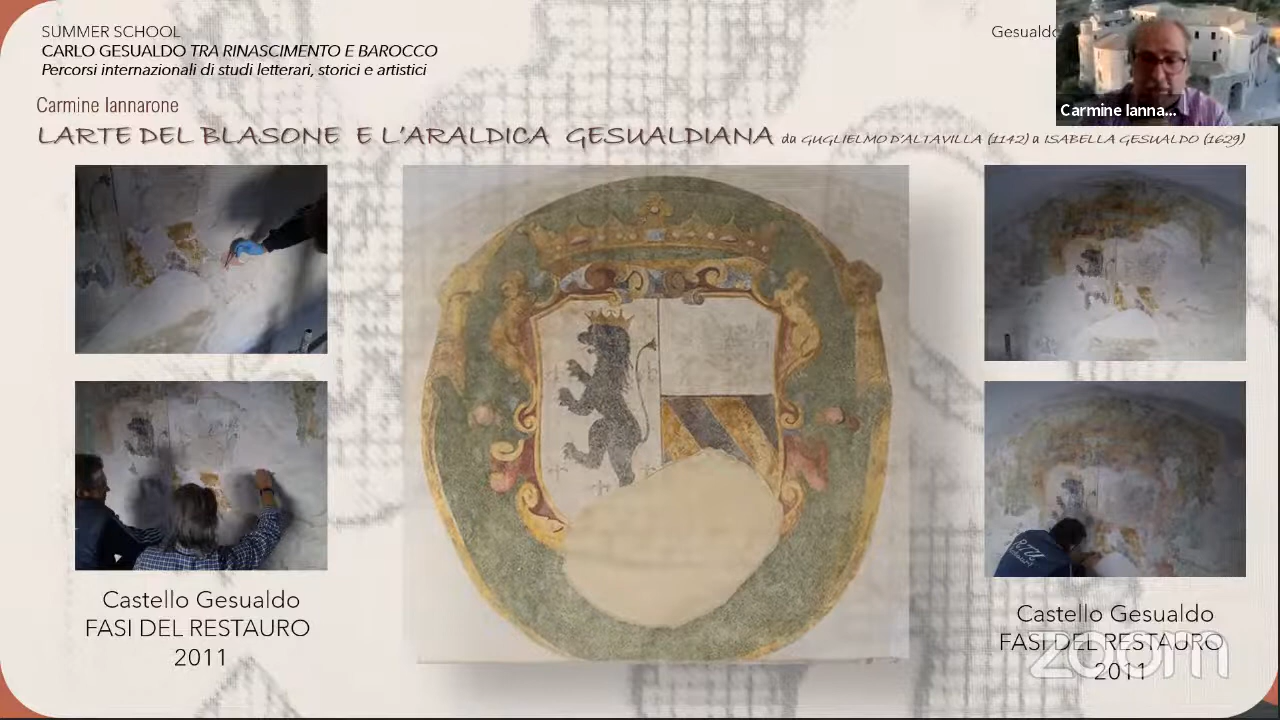 SUMMER SCHOOL
CARLO GESUALDO TRA RINASCIMENTO E BAROCCO
Percorsi internazionali di studi letterari, storici e artistici
Gesualdo
Carmine Ianna...
Carmine Iannarone
LARTE DEL BLASONE E L'ARALDICA GESUALDIANA da GUGLIELMO D'ALTAVILLA (1142) a ISABELLA GESUALDO (1629)
Castello Gesualdo
FASI DEL RESTAURO
2011
Castello Gesualdo
FASI DEL RESTAURO
2011
zoom